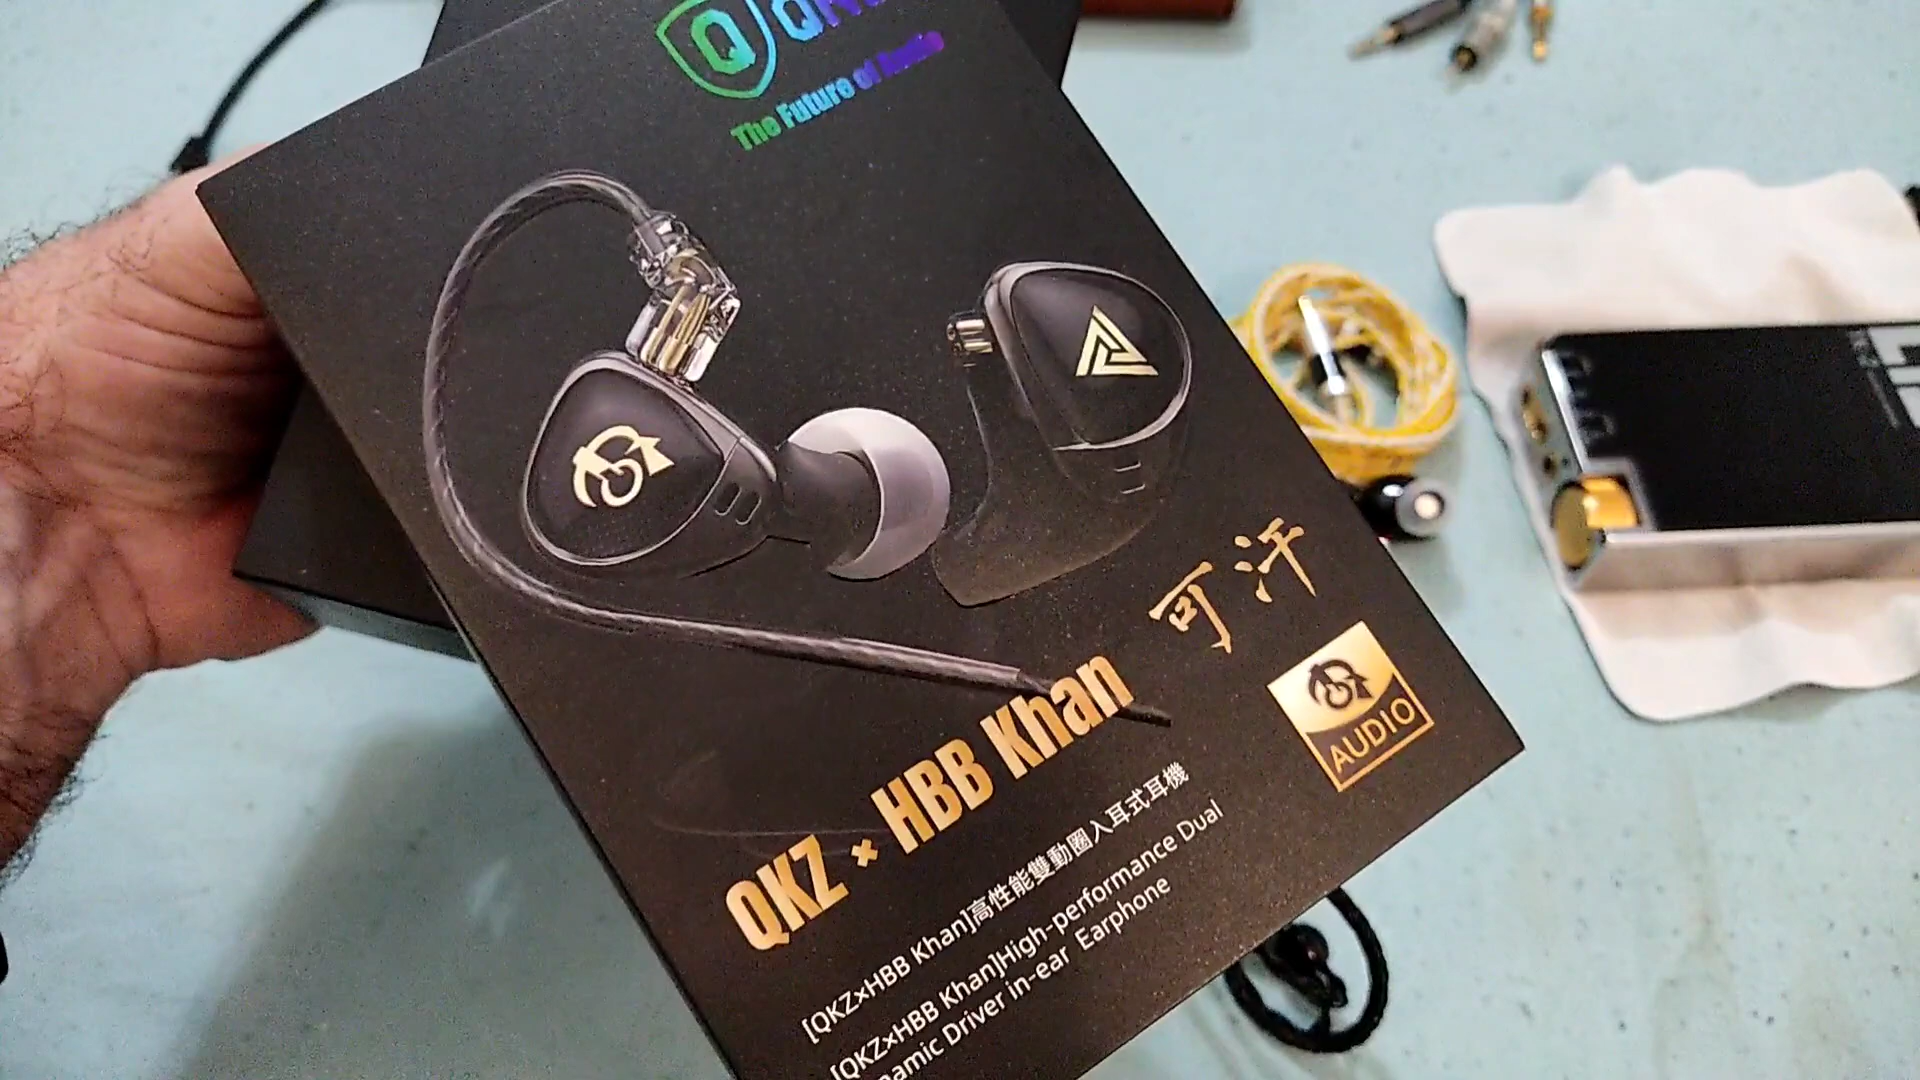 The Future of Audio
可汗
QKZ × HBB Khan
AUDIO
[QKZ×HBB Khan]高性能雙動圈入耳式耳機
[QKZ×HBB Khan]High-performance Dual
Driver in-ear Earphone